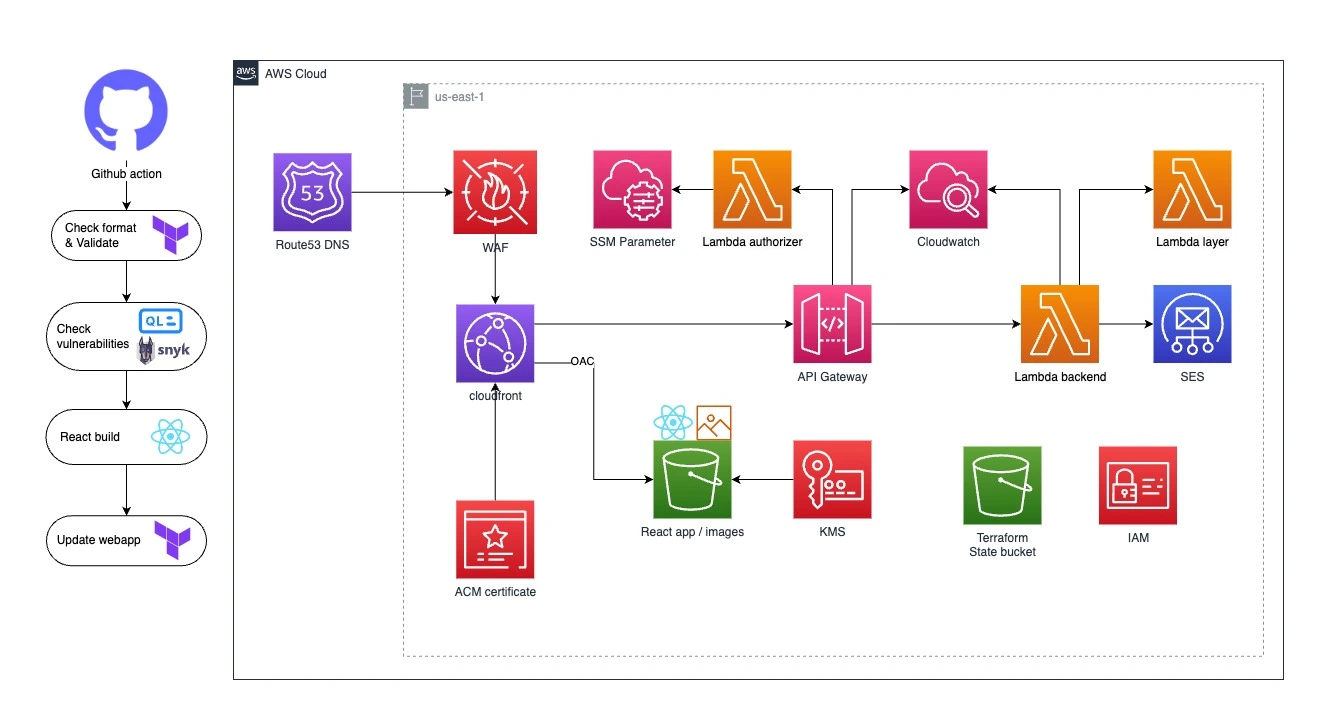 Github action
Check format
& Validate
Check
vulnerabilities
QL
snyk
React build
Update webapp
aws
AWS Cloud
us-east-1
53
Route53 DNS
WAF
SSM Parameter
Lambda authorizer
Cloudwatch
Lambda layer
cloudfront
OAC
API Gateway
Lambda backend
SES
React app / images
KMS
Terraform
State bucket
IAM
ACM certificate